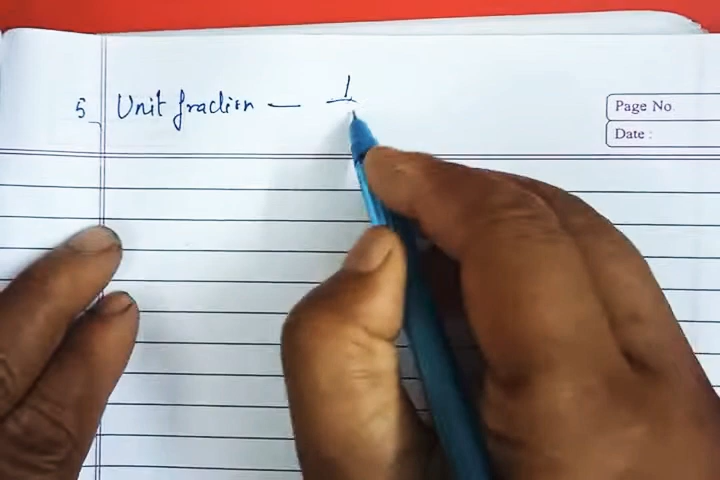 5 Unit fraction — 1
Page No
Date :